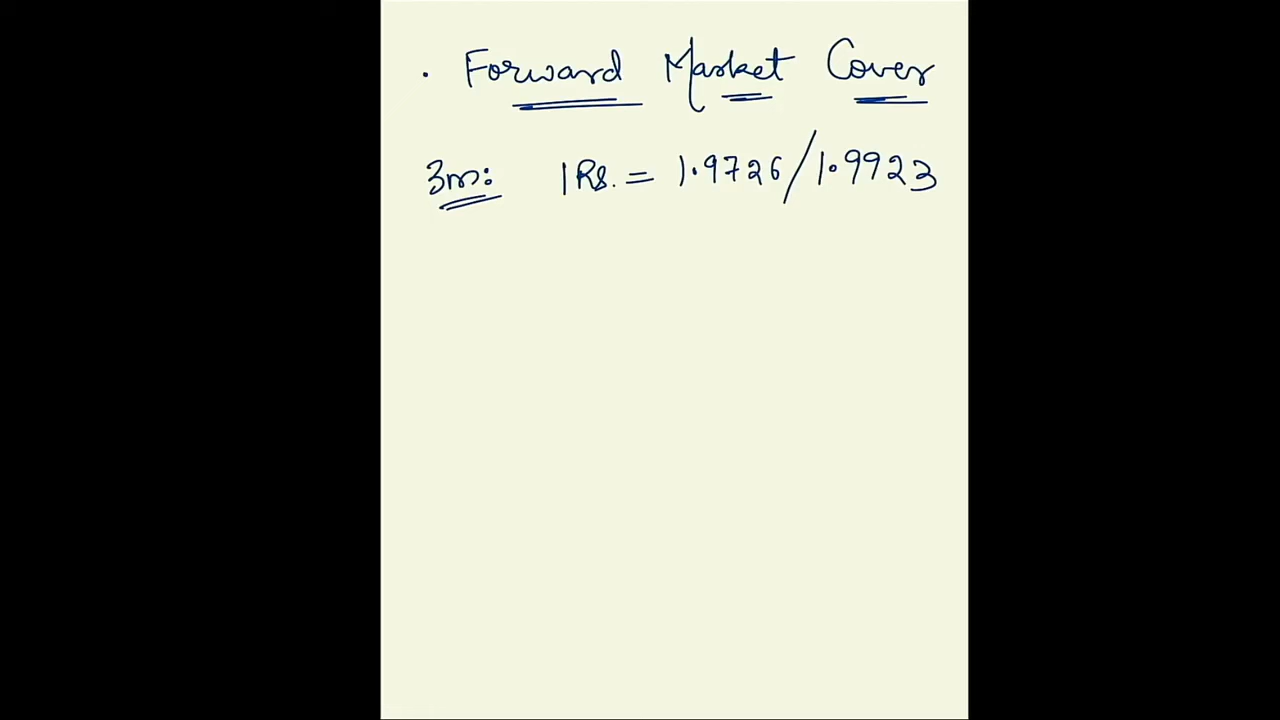 . Forward Market Cover
3m: 1Rs. = 1.9726/1.9923